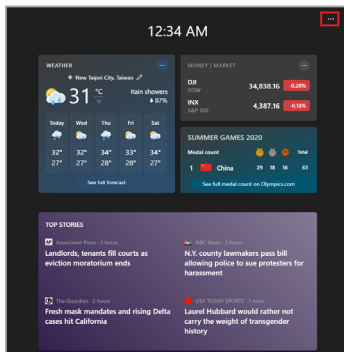 12:34 AM
WEATHER
New Taipei City, Taiwan
31 °C
Rain showers
87%
Today Wed Thu Fri Sat
32° 32° 34° 33° 34°
27° 27° 28° 27° 27°
See full forecast
MONEY | MARKET
DJI
DOW
34,838.16 -0.28%
INX
S&P 500
4,387.16 -0.18%
SUMMER GAMES 2020
Medal count Total
1 China 29 18 16 63
See full medal count on Olympics.com
TOP STORIES
AP Associated Press · 2 hours
Landlords, tenants fill courts as
eviction moratorium ends
NBC News · 2 hours
N.Y. county lawmakers pass bill
allowing police to sue protesters for
harassment
The Guardian · 2 hours
Fresh mask mandates and rising Delta
cases hit California
USA TODAY SPORTS · 1 hour
Laurel Hubbard would rather not
carry the weight of transgender
history